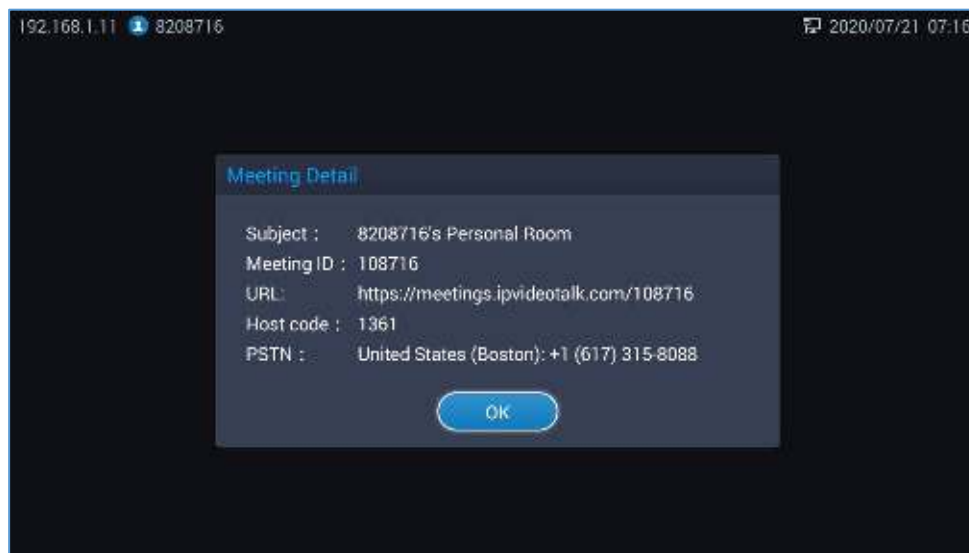 192.168.1.11 8208716 2020/07/21 07:16
Meeting Detail
Subject : 8208716's Personal Room
Meeting ID : 108716
URL: https://meetings.ipvideotalk.com/108716
Host code : 1361
PSTN : United States (Boston): +1 (617) 315-8088
OK